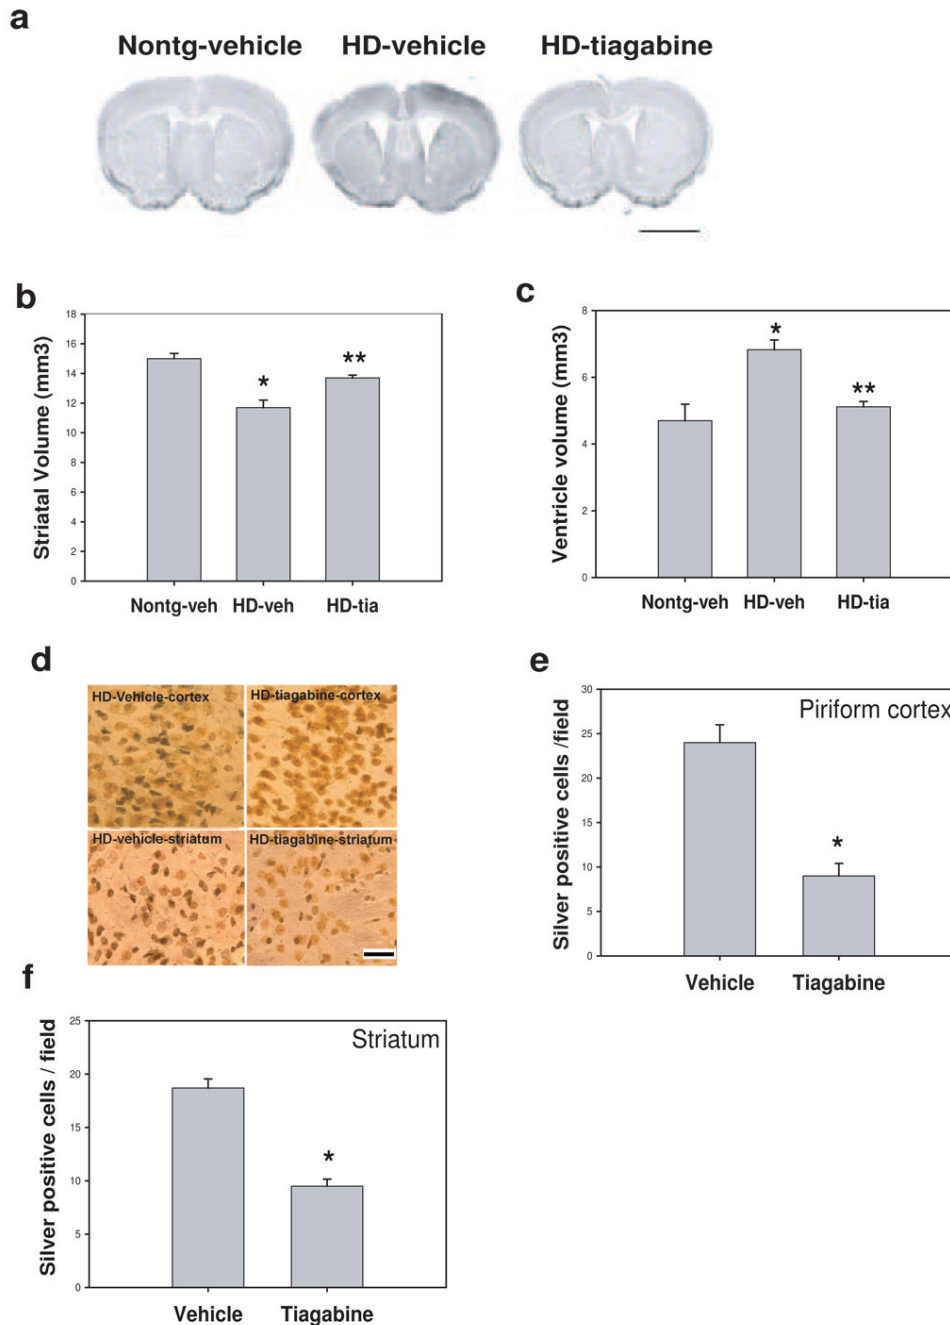 a
Nontg-vehicle HD-vehicle HD-tiagabine
b
Striatal Volume (mm3)
18
16
14
12
10
8
6
4
2
0
*
**
Nontg-veh HD-veh HD-tia
c
Ventricle volume (mm3)
8
6
4
2
0
*
**
Nontg-veh HD-veh HD-tia
d
HD-Vehicle-cortex HD-tiagabine-cortex
HD-vehicle-striatum HD-tiagabine-striatum
e
Silver positive cells /field
30
25
20
15
10
5
0
Piriform cortex
*
Vehicle Tiagabine
f
Silver positive cells / field
25
20
15
10
5
0
Striatum
*
Vehicle Tiagabine